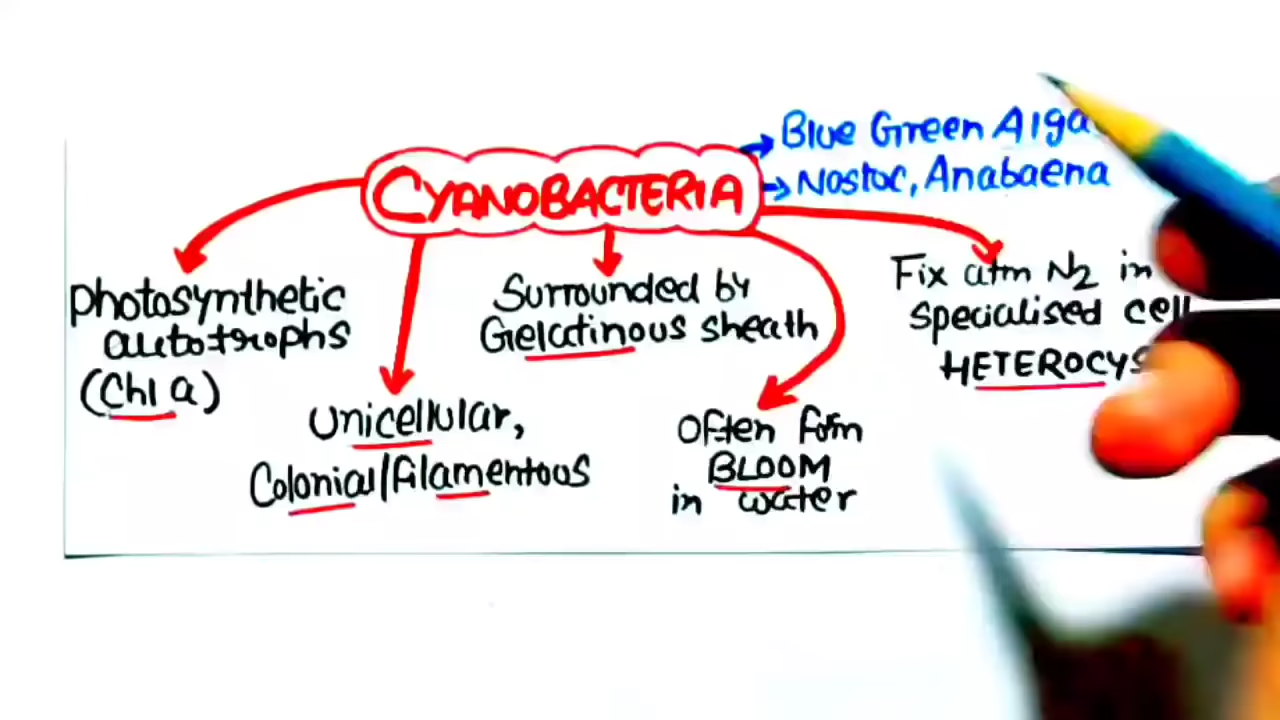 Blue Green Alga
CYANOBACTERIA
Nostoc, Anabaena
Photosynthetic
autotrophs
(Chl a)
Unicellular,
Colonial/Filamentous
Surrounded by
Gelatinous sheath
Often form
BLOOM
in water
Fix atm N2 in
specialised cell
HETEROCYS